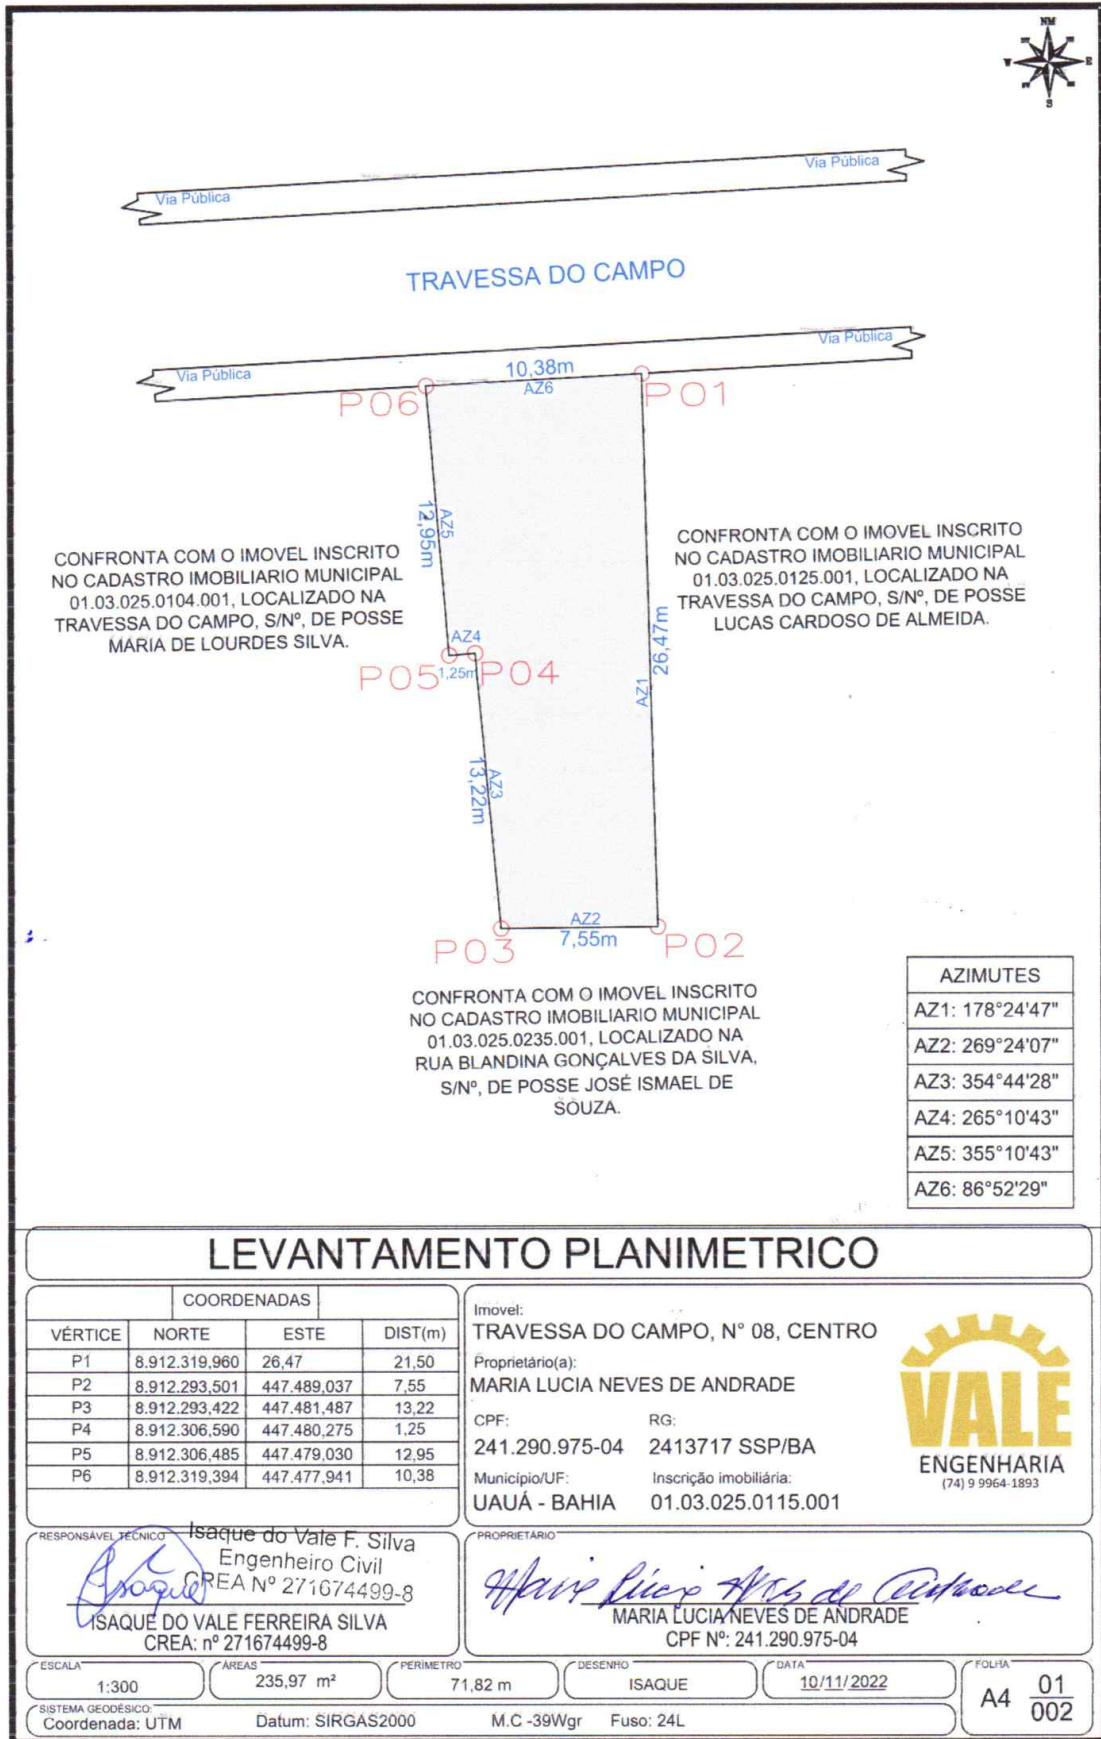 NM
W
E
S
Via Pública
Via Pública
TRAVESSA DO CAMPO
Via Pública
Via Pública
10,38m
AZ6
P06
P01
AZ5
12,95m
CONFRONTA COM O IMOVEL INSCRITO
NO CADASTRO IMOBILIARIO MUNICIPAL
01.03.025.0104.001, LOCALIZADO NA
TRAVESSA DO CAMPO, S/Nº, DE POSSE
MARIA DE LOURDES SILVA.
CONFRONTA COM O IMOVEL INSCRITO
NO CADASTRO IMOBILIARIO MUNICIPAL
01.03.025.0125.001, LOCALIZADO NA
TRAVESSA DO CAMPO, S/Nº, DE POSSE
LUCAS CARDOSO DE ALMEIDA.
AZ4
P05
1,25m
P04
AZ1
26,47m
AZ3
13,22m
AZ2
7,55m
P03
P02
CONFRONTA COM O IMOVEL INSCRITO
NO CADASTRO IMOBILIARIO MUNICIPAL
01.03.025.0235.001, LOCALIZADO NA
RUA BLANDINA GONÇALVES DA SILVA,
S/Nº, DE POSSE JOSÉ ISMAEL DE
SOUZA.
AZIMUTES
AZ1: 178°24'47"
AZ2: 269°24'07"
AZ3: 354°44'28"
AZ4: 265°10'43"
AZ5: 355°10'43"
AZ6: 86°52'29"
LEVANTAMENTO PLANIMETRICO
COORDENADAS
VÉRTICE NORTE ESTE DIST(m)
P1 8.912.319,960 26,47 21,50
P2 8.912.293,501 447.489,037 7,55
P3 8.912.293,422 447.481,487 13,22
P4 8.912.306,590 447.480,275 1,25
P5 8.912.306,485 447.479,030 12,95
P6 8.912.319,394 447.477,941 10,38
Imovel:
TRAVESSA DO CAMPO, N° 08, CENTRO
Proprietário(a):
MARIA LUCIA NEVES DE ANDRADE
CPF: RG:
241.290.975-04 2413717 SSP/BA
Município/UF: Inscrição imobiliária:
UAUÁ - BAHIA 01.03.025.0115.001
VALE
ENGENHARIA
(74) 9 9964-1893
RESPONSÁVEL TÉCNICO
Isaque do Vale F. Silva
Engenheiro Civil
CREA Nº 271674499-8
Isaque
ISAQUE DO VALE FERREIRA SILVA
CREA: nº 271674499-8
PROPRIETÁRIO
MARIA LUCIA NEVES DE ANDRADE
CPF Nº: 241.290.975-04
ESCALA
1:300
ÁREAS
235,97 m²
PERÍMETRO
71,82 m
DESENHO
ISAQUE
DATA
10/11/2022
FOLHA
A4 01
002
SISTEMA GEODÉSICO:
Coordenada: UTM Datum: SIRGAS2000 M.C -39Wgr Fuso: 24L